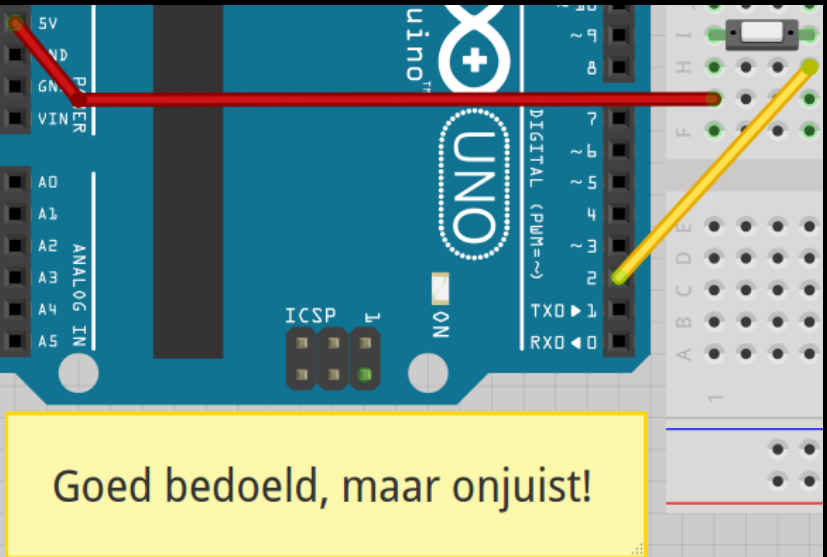 5V
GND
GND
VIN
POWER
A0
A1
A2
A3
A4
A5
ANALOG IN
uino™
UNO
ICSP
1
ON
~9
8
7
~6
~5
4
~3
2
TX0▶1
RX0◀0
DIGITAL (PWM=~)
I
H
F
E
D
C
B
A
1
Goed bedoeld, maar onjuist!